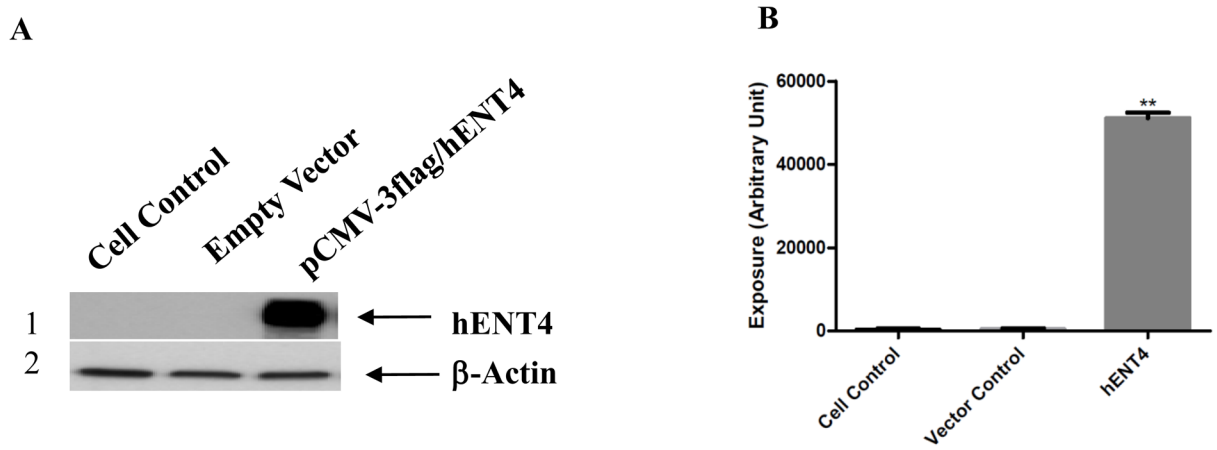 A
Cell Control
Empty Vector
pCMV-3flag/hENT4
1
hENT4
2
β-Actin
B
Exposure (Arbitrary Unit)
60000
40000
20000
0
**
Cell Control
Vector Control
hENT4